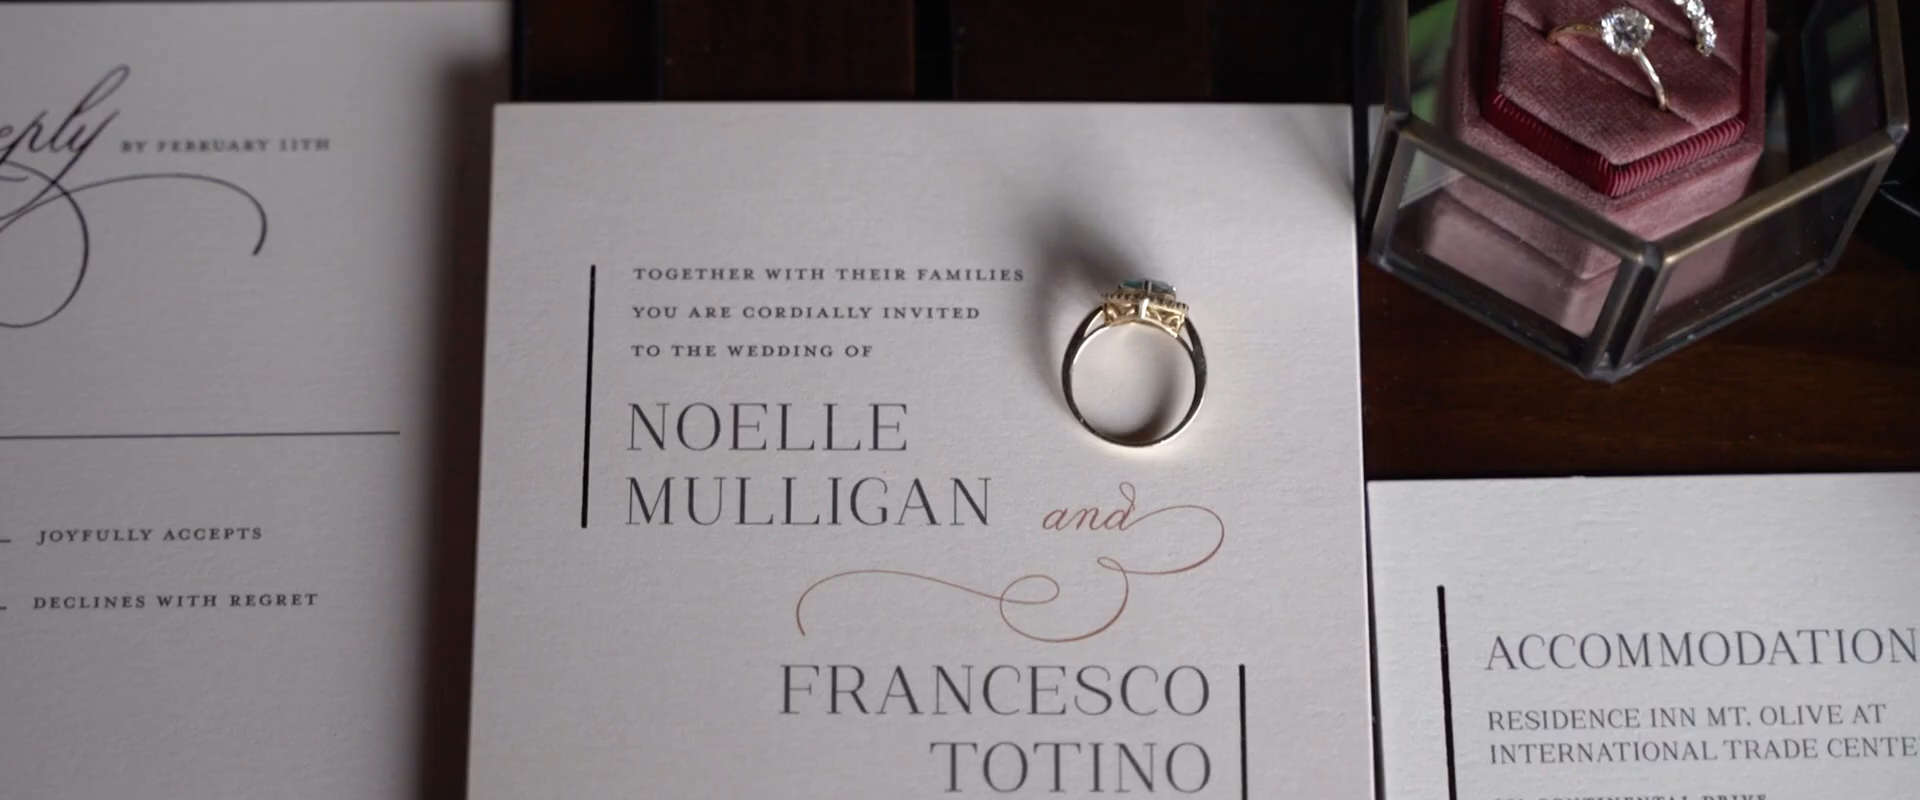 eply BY FEBRUARY 11TH
JOYFULLY ACCEPTS
DECLINES WITH REGRET
TOGETHER WITH THEIR FAMILIES
YOU ARE CORDIALLY INVITED
TO THE WEDDING OF
NOELLE
MULLIGAN and
FRANCESCO
TOTINO
ACCOMMODATION
RESIDENCE INN MT. OLIVE AT
INTERNATIONAL TRADE CENTE